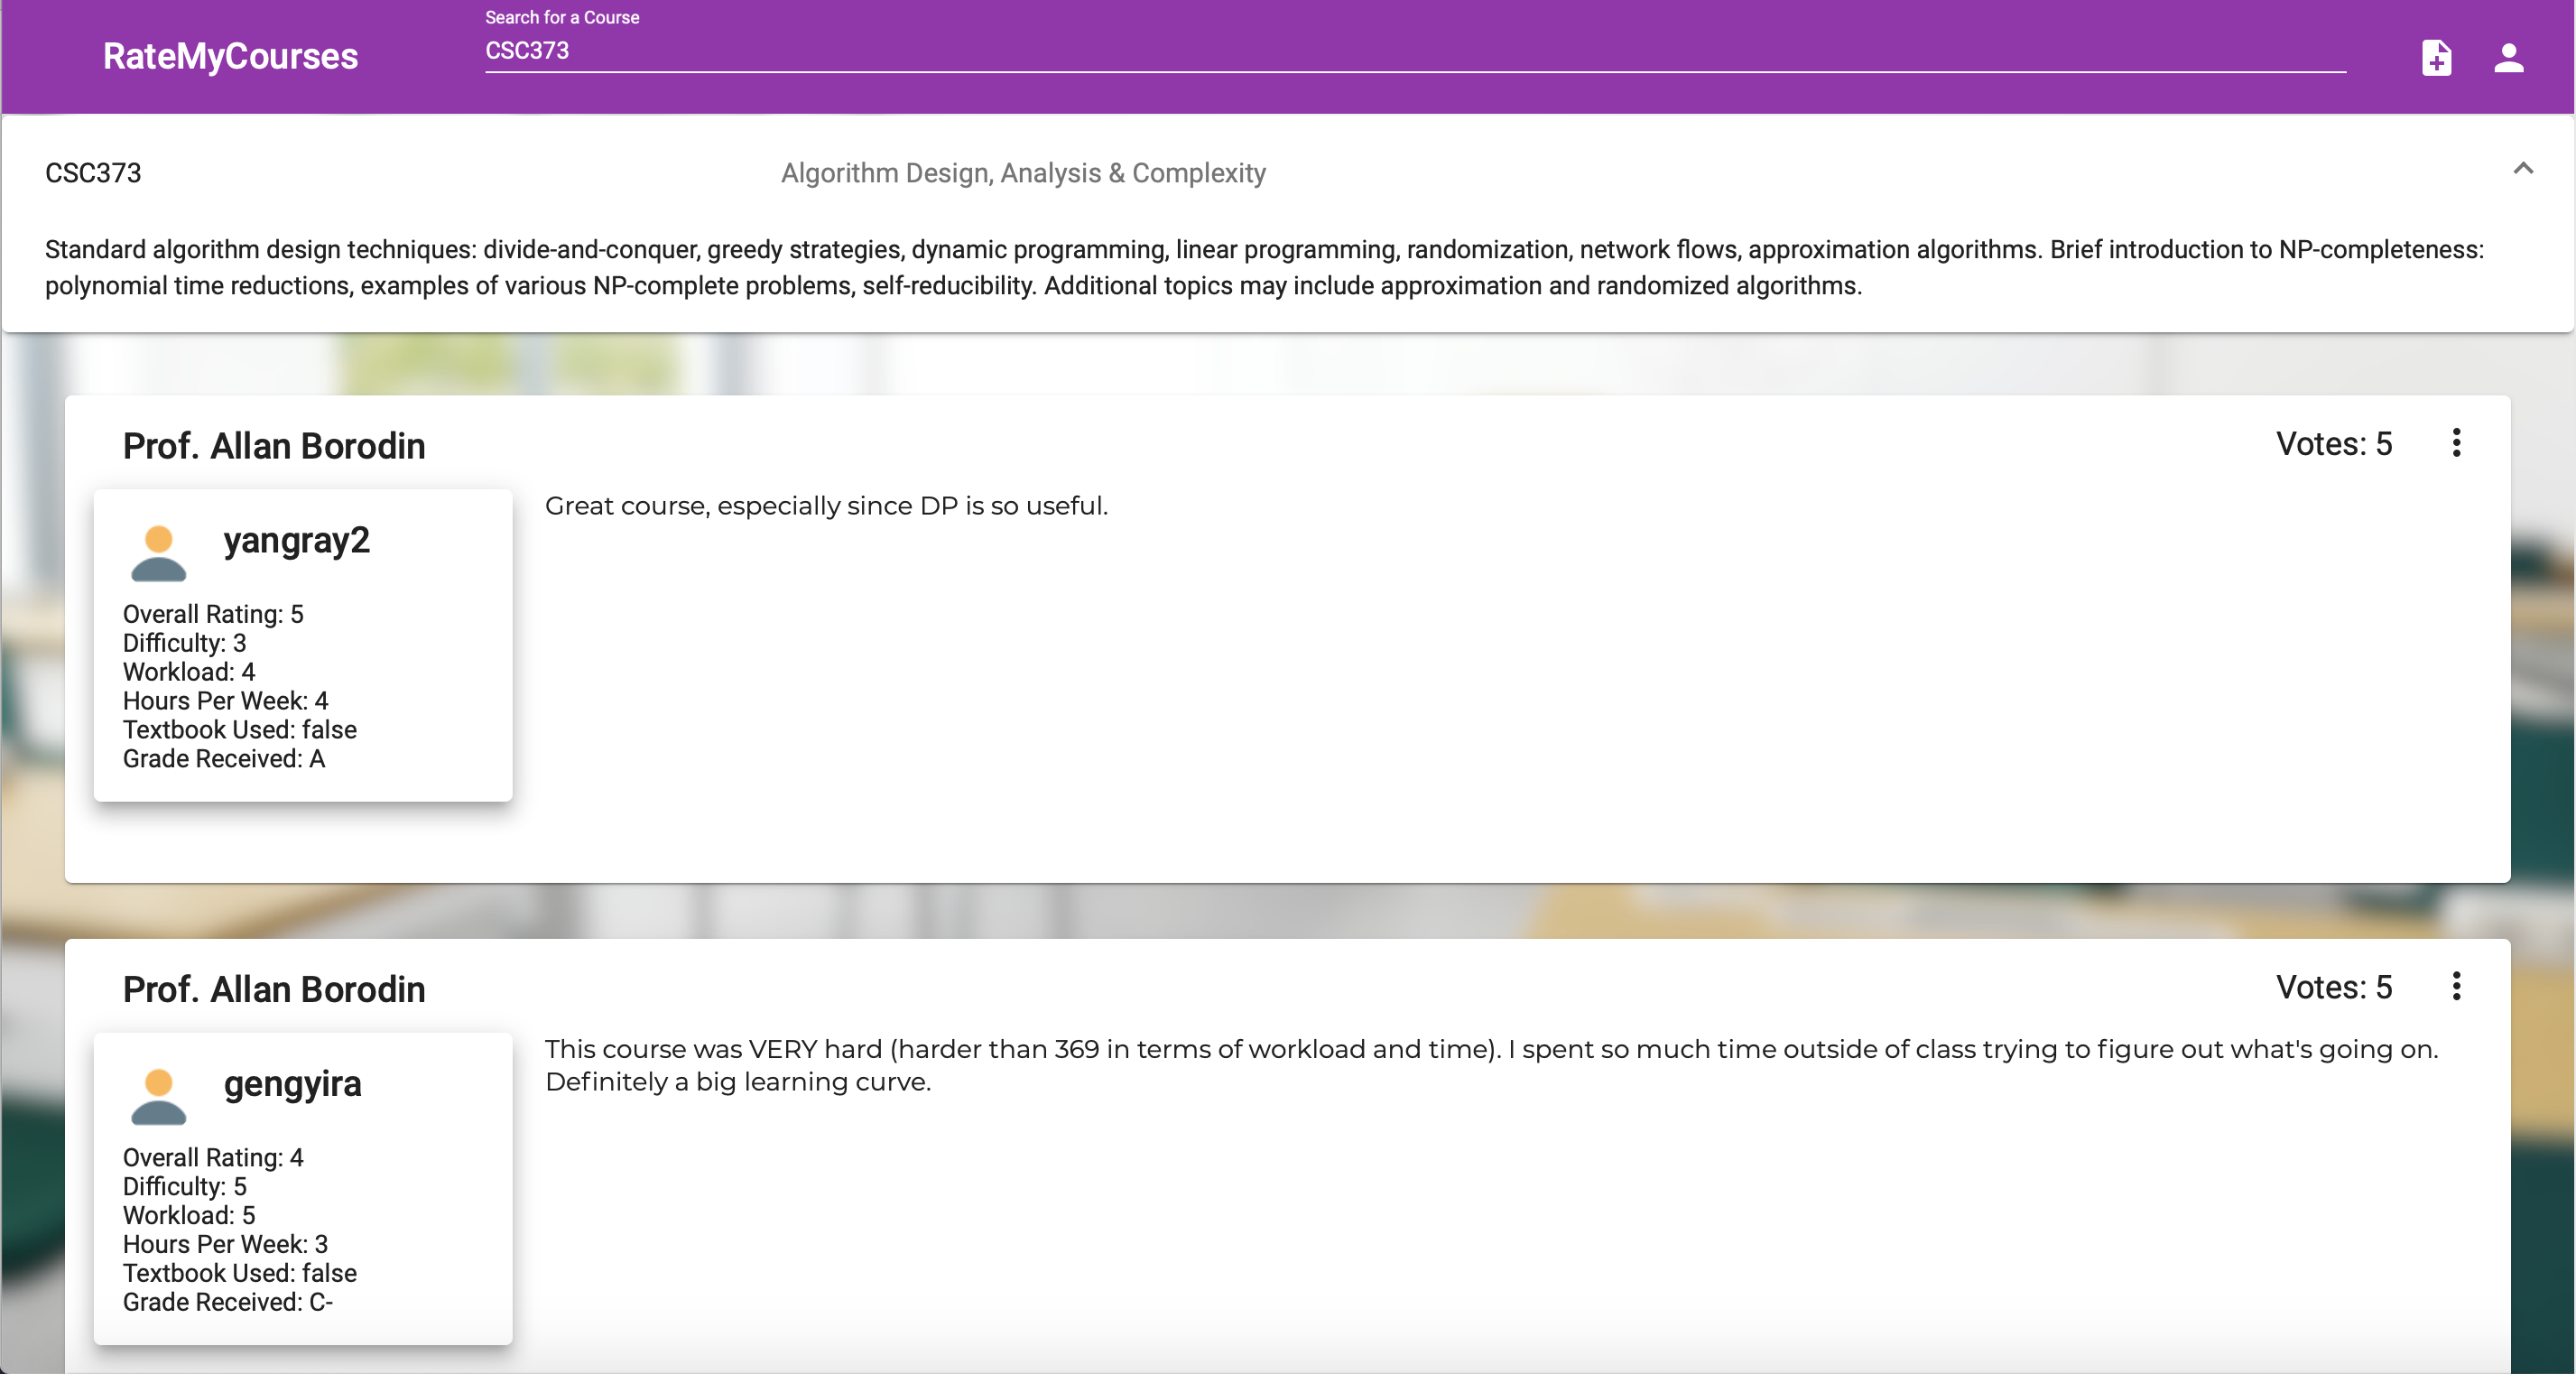 RateMyCourses
Search for a Course
CSC373
CSC373
Algorithm Design, Analysis & Complexity
Standard algorithm design techniques: divide-and-conquer, greedy strategies, dynamic programming, linear programming, randomization, network flows, approximation algorithms. Brief introduction to NP-completeness:
polynomial time reductions, examples of various NP-complete problems, self-reducibility. Additional topics may include approximation and randomized algorithms.
Prof. Allan Borodin
Votes: 5
yangray2
Overall Rating: 5
Difficulty: 3
Workload: 4
Hours Per Week: 4
Textbook Used: false
Grade Received: A
Great course, especially since DP is so useful.
Prof. Allan Borodin
Votes: 5
gengyira
Overall Rating: 4
Difficulty: 5
Workload: 5
Hours Per Week: 3
Textbook Used: false
Grade Received: C-
This course was VERY hard (harder than 369 in terms of workload and time). I spent so much time outside of class trying to figure out what's going on.
Definitely a big learning curve.